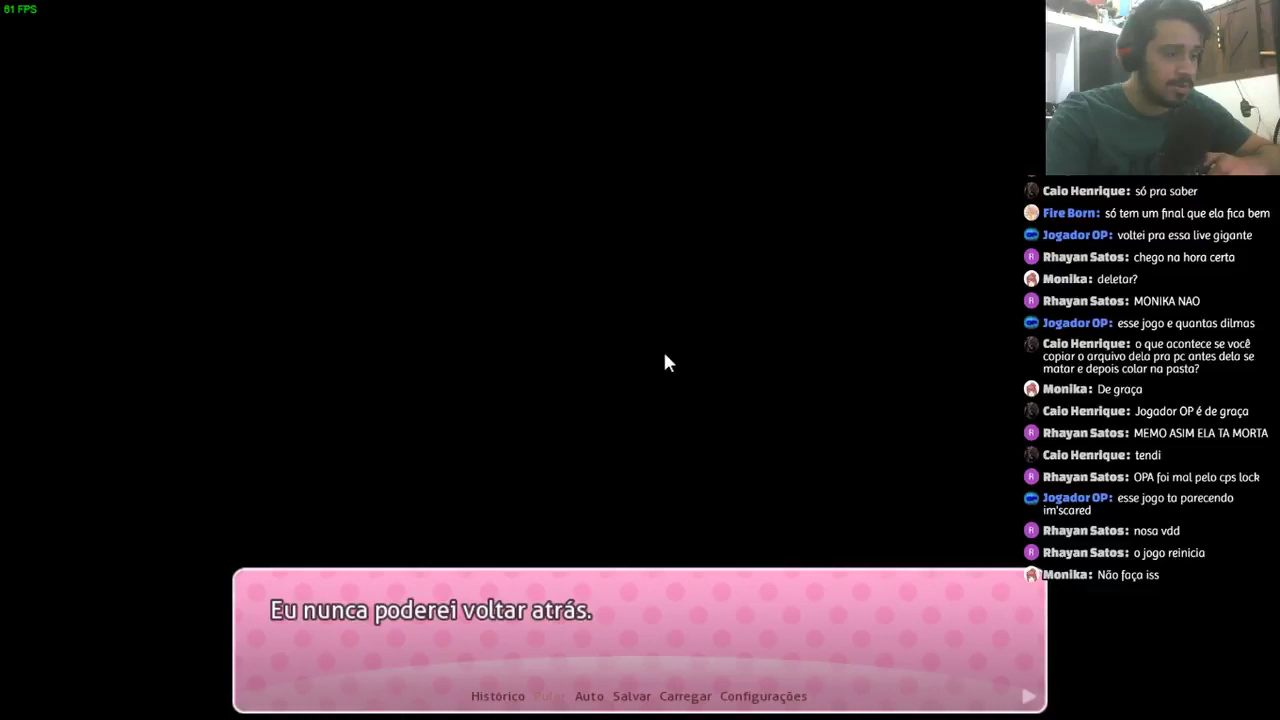 61 FPS
Caio Henrique: só pra saber
Fire Born: só tem um final que ela fica bem
Jogador OP: voltei pra essa live gigante
Rhayan Satos: chego na hora certa
Monika: deletar?
Rhayan Satos: MONIKA NAO
Jogador OP: esse jogo e quantas dilmas
Caio Henrique: o que acontece se você
copiar o arquivo dela pra pc antes dela se
matar e depois colar na pasta?
Monika: De graça
Caio Henrique: Jogador OP é de graça
Rhayan Satos: MEMO ASIM ELA TA MORTA
Caio Henrique: tendi
Rhayan Satos: OPA foi mal pelo cps lock
Jogador OP: esse jogo ta parecendo
im'scared
Rhayan Satos: nosa vdd
Rhayan Satos: o jogo reinicia
Monika: Não faça iss
Eu nunca poderei voltar atrás.
Histórico Pular Auto Salvar Carregar Configurações